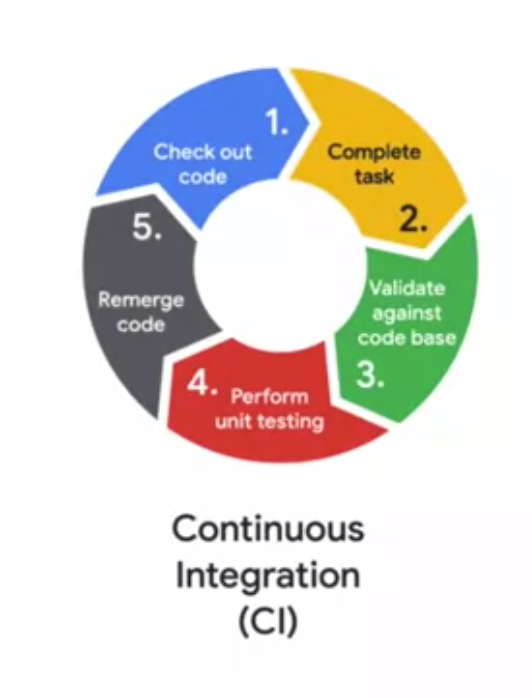 1.
Check out
code
Complete
task
2.
Validate
against
code base
3.
4.
Perform
unit testing
5.
Remerge
code
Continuous
Integration
(CI)